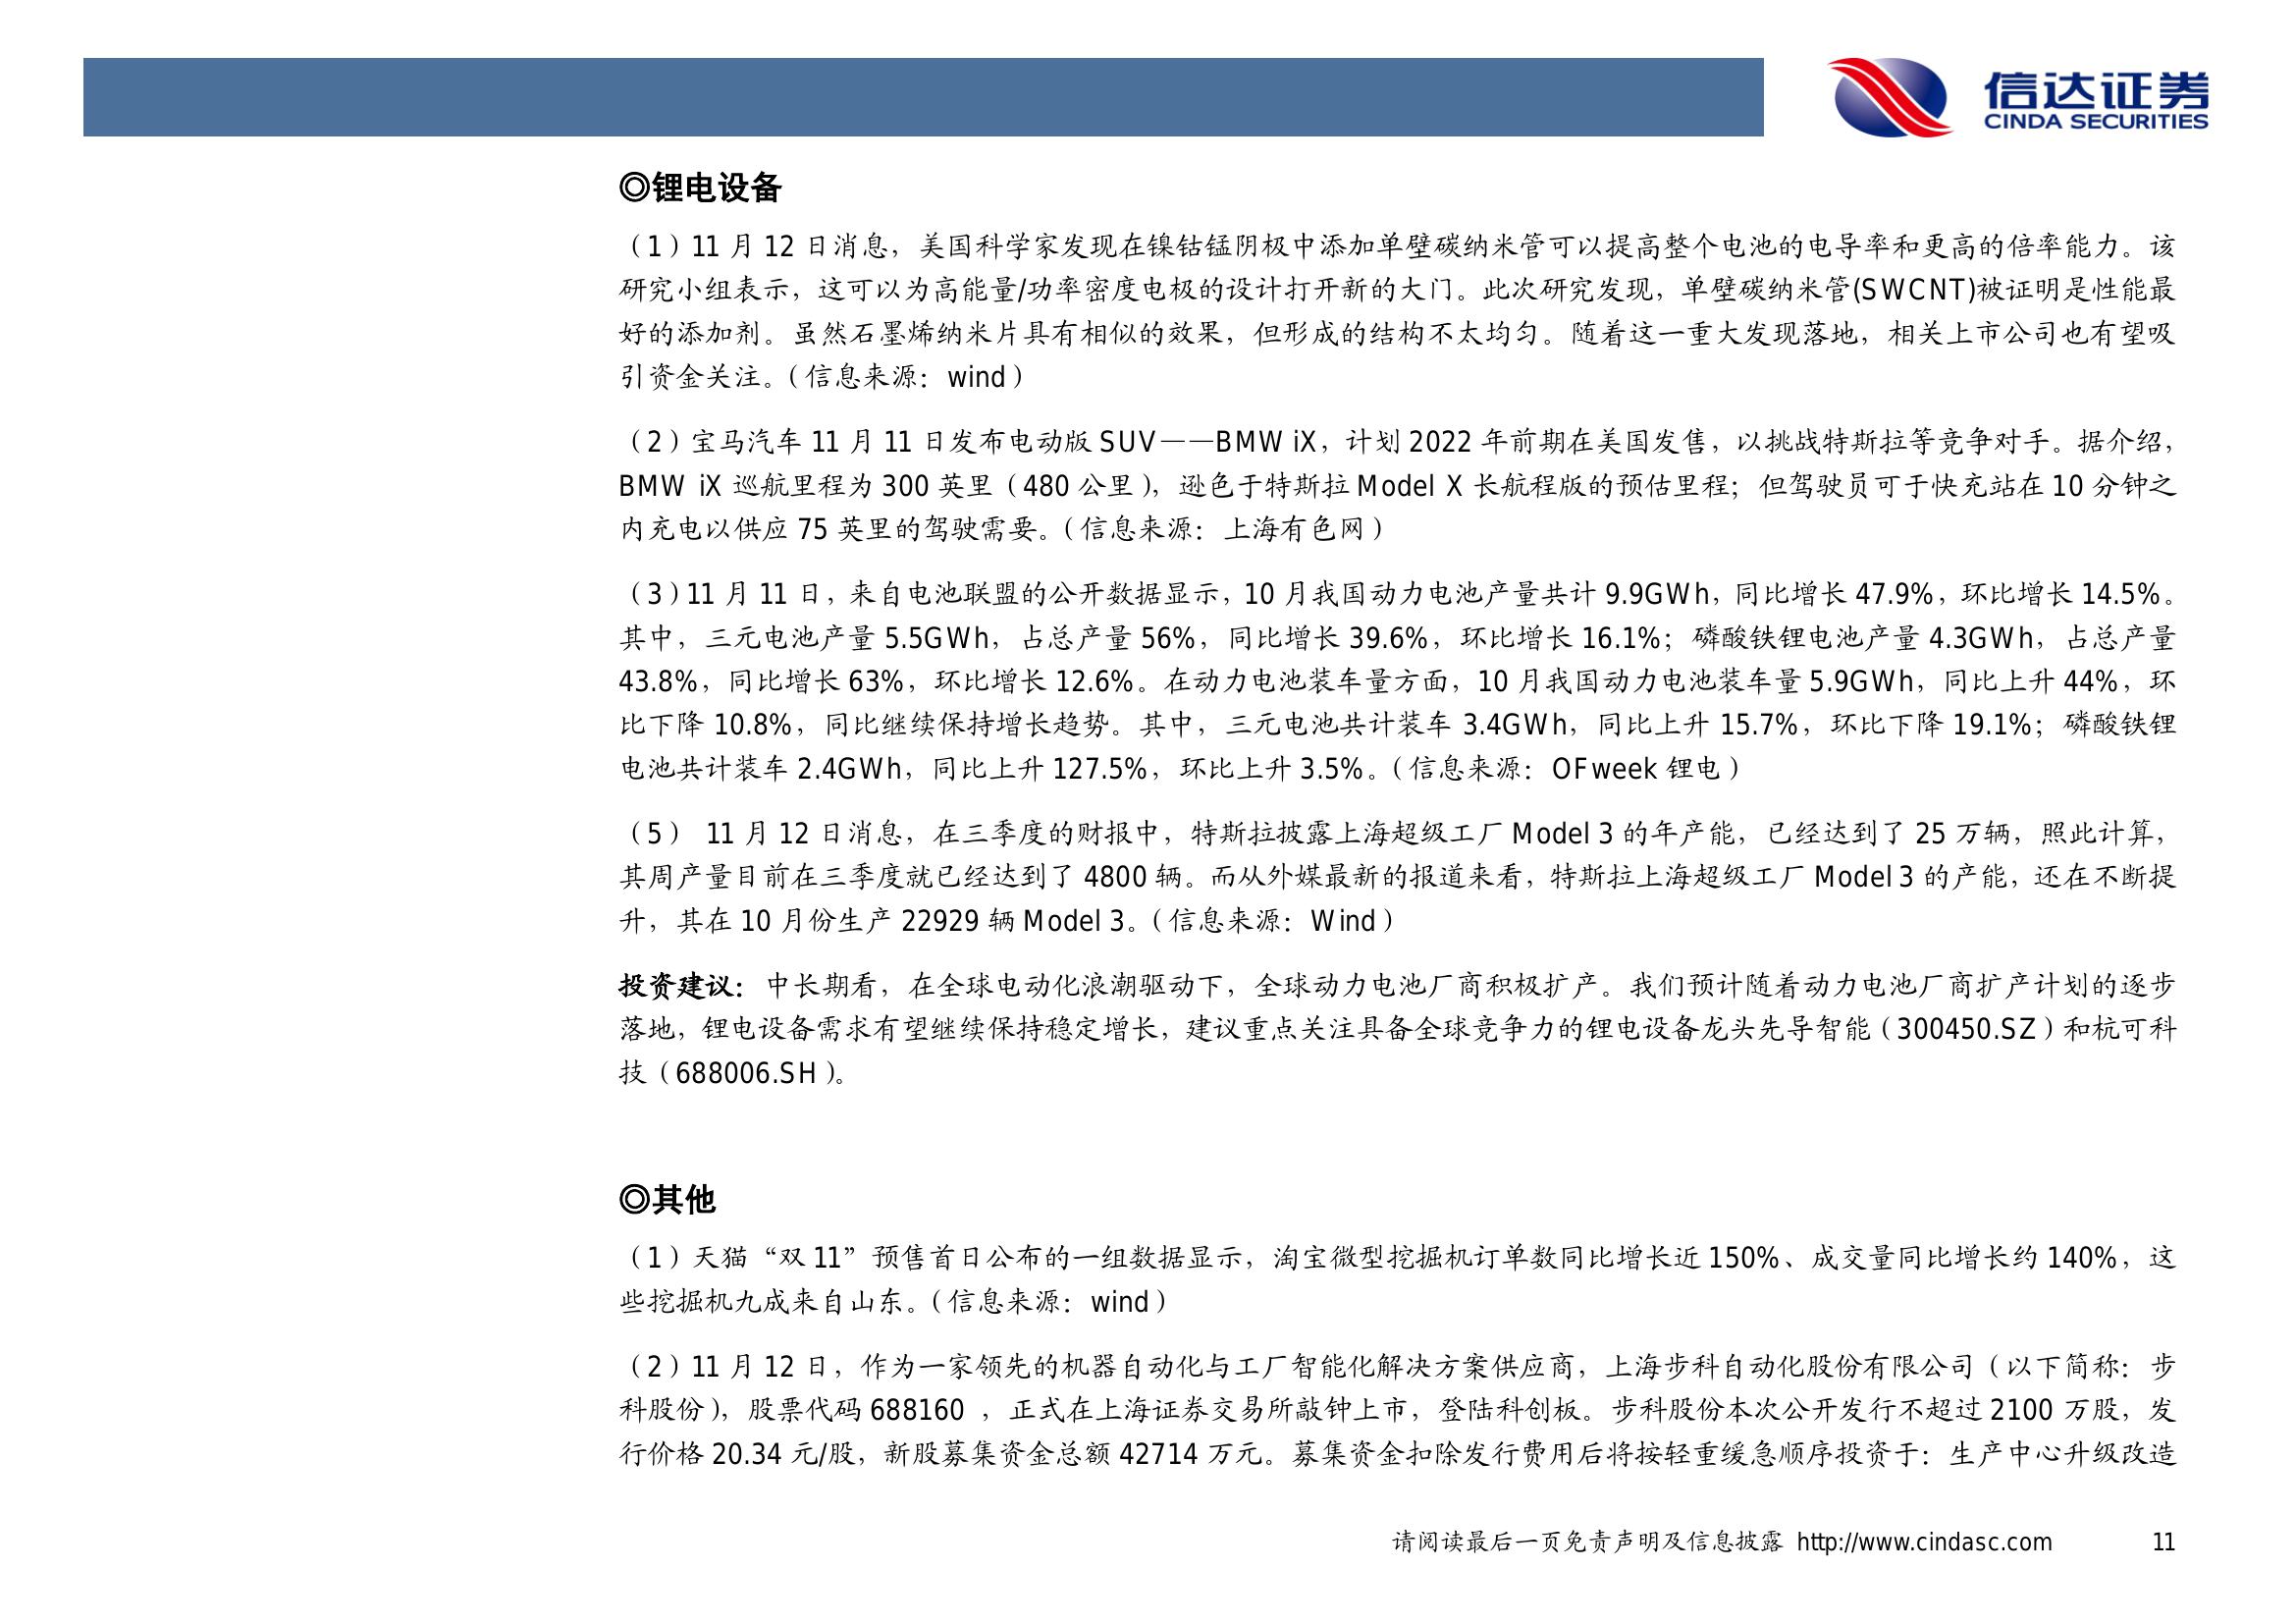 信达证券
CINDA SECURITIES
◎锂电设备
（1）11 月 12 日消息，美国科学家发现在镍钴锰阴极中添加单壁碳纳米管可以提高整个电池的电导率和更高的倍率能力。该
研究小组表示，这可以为高能量/功率密度电极的设计打开新的大门。此次研究发现，单壁碳纳米管(SWCNT)被证明是性能最
好的添加剂。虽然石墨烯纳米片具有相似的效果，但形成的结构不太均匀。随着这一重大发现落地，相关上市公司也有望吸
引资金关注。（信息来源：wind）
（2）宝马汽车 11 月 11 日发布电动版 SUV——BMW iX，计划 2022 年前期在美国发售，以挑战特斯拉等竞争对手。据介绍，
BMW iX 巡航里程为 300 英里（480 公里），逊色于特斯拉 Model X 长航程版的预估里程；但驾驶员可于快充站在 10 分钟之
内充电以供应 75 英里的驾驶需要。（信息来源：上海有色网）
（3）11 月 11 日，来自电池联盟的公开数据显示，10 月我国动力电池产量共计 9.9GWh，同比增长 47.9%，环比增长 14.5%。
其中，三元电池产量 5.5GWh，占总产量 56%，同比增长 39.6%，环比增长 16.1%；磷酸铁锂电池产量 4.3GWh，占总产量
43.8%，同比增长 63%，环比增长 12.6%。在动力电池装车量方面，10 月我国动力电池装车量 5.9GWh，同比上升 44%，环
比下降 10.8%，同比继续保持增长趋势。其中，三元电池共计装车 3.4GWh，同比上升 15.7%，环比下降 19.1%；磷酸铁锂
电池共计装车 2.4GWh，同比上升 127.5%，环比上升 3.5%。（信息来源：OFweek 锂电）
（5） 11 月 12 日消息，在三季度的财报中，特斯拉披露上海超级工厂 Model 3 的年产能，已经达到了 25 万辆，照此计算，
其周产量目前在三季度就已经达到了 4800 辆。而从外媒最新的报道来看，特斯拉上海超级工厂 Model 3 的产能，还在不断提
升，其在 10 月份生产 22929 辆 Model 3。（信息来源：Wind）
投资建议：中长期看，在全球电动化浪潮驱动下，全球动力电池厂商积极扩产。我们预计随着动力电池厂商扩产计划的逐步
落地，锂电设备需求有望继续保持稳定增长，建议重点关注具备全球竞争力的锂电设备龙头先导智能（300450.SZ）和杭可科
技（688006.SH）。
◎其他
（1）天猫“双 11”预售首日公布的一组数据显示，淘宝微型挖掘机订单数同比增长近 150%、成交量同比增长约 140%，这
些挖掘机九成来自山东。（信息来源：wind）
（2）11 月 12 日，作为一家领先的机器自动化与工厂智能化解决方案供应商，上海步科自动化股份有限公司（以下简称：步
科股份），股票代码 688160 ，正式在上海证券交易所敲钟上市，登陆科创板。步科股份本次公开发行不超过 2100 万股，发
行价格 20.34 元/股，新股募集资金总额 42714 万元。募集资金扣除发行费用后将按轻重缓急顺序投资于：生产中心升级改造
请阅读最后一页免责声明及信息披露 http://www.cindasc.com 11